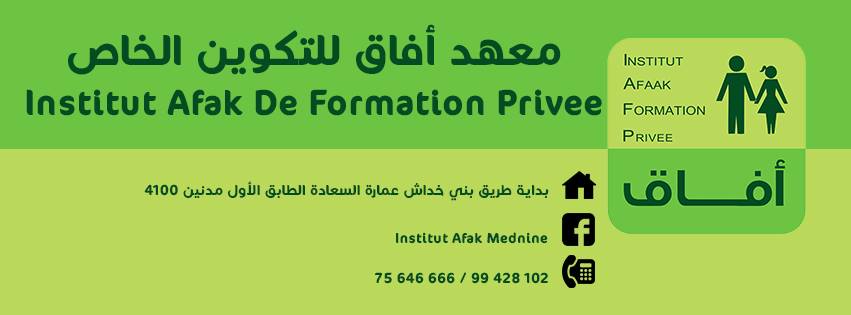 معهد أفاق للتكوين الخاص
Institut Afak De Formation Privee
INSTITUT
AFAAK
FORMATION
PRIVEE
أفـــاق
بداية طريق بني خداش عمارة السعادة الطابق الأول مدنين 4100
Institut Afak Mednine
75 646 666 / 99 428 102